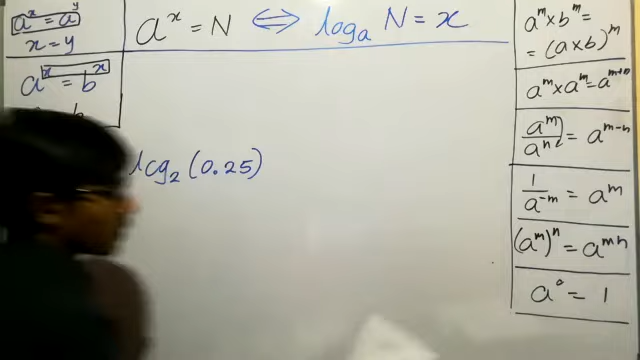 a^x = a^y
x = y
a^x = b^x
a^x = N ⟺ log_a N = x
log_2 (0.25)
a^m × b^m =
= (a × b)^m
a^m × a^n = a^{m+n}
a^m / a^n = a^{m-n}
1 / a^{-m} = a^m
(a^m)^n = a^{mn}
a^0 = 1